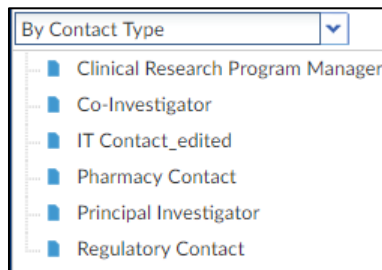 By Contact Type
Clinical Research Program Manager
Co-Investigator
IT Contact_edited
Pharmacy Contact
Principal Investigator
Regulatory Contact